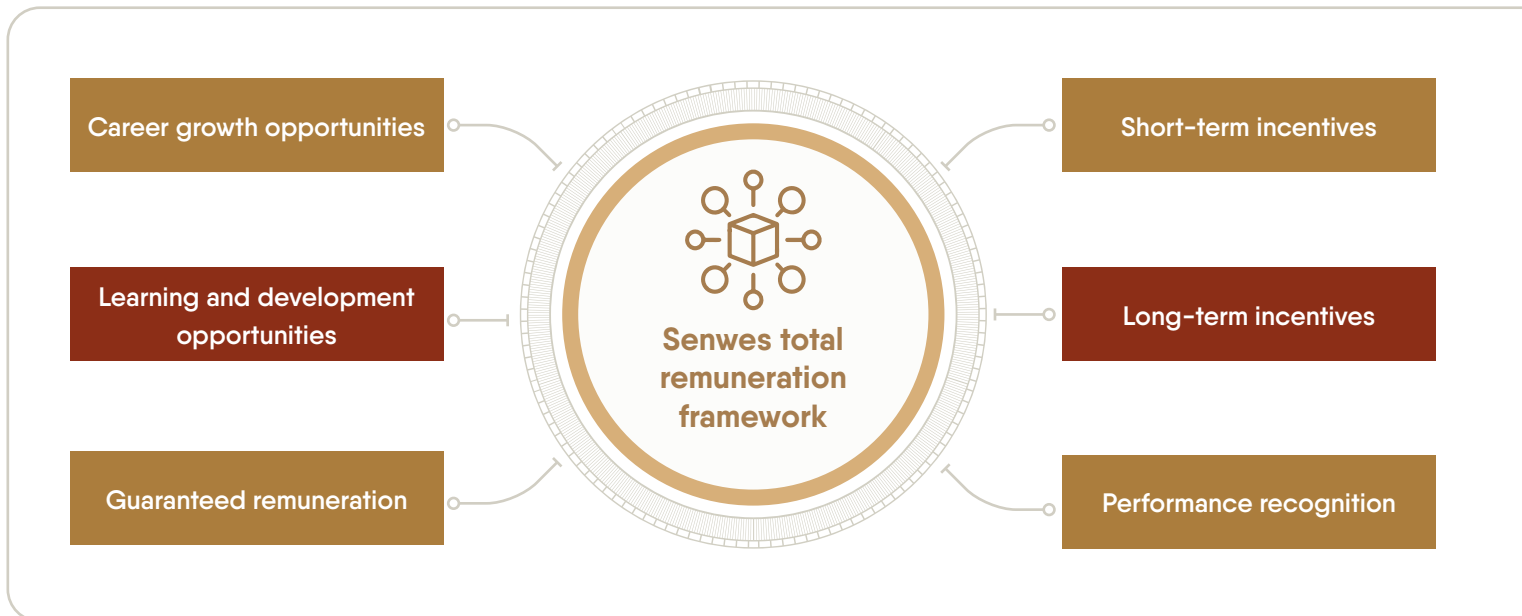 Career growth opportunities
Learning and development
opportunities
Guaranteed remuneration
Senwes total
remuneration
framework
Short-term incentives
Long-term incentives
Performance recognition